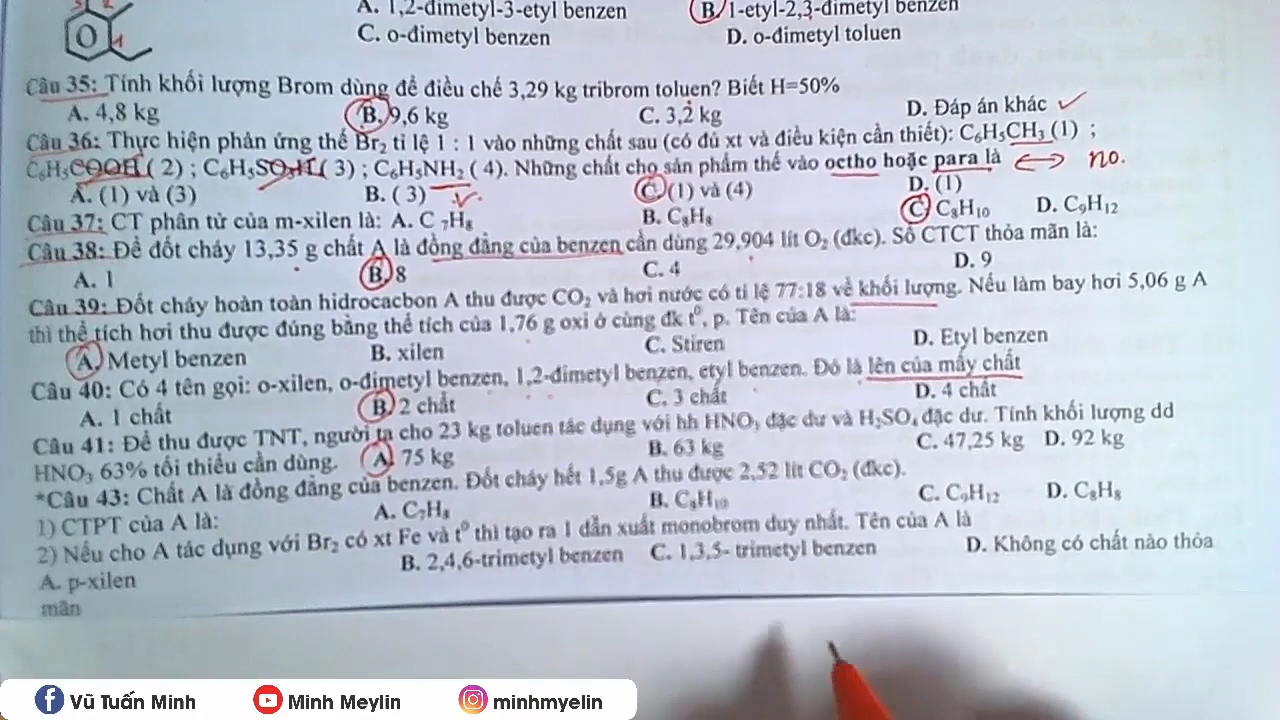 A. 1,2-đimetyl-3-etyl benzen B. 1-etyl-2,3-đimetyl benzen
C. o-đimetyl benzen D. o-đimetyl toluen
Câu 35: Tính khối lượng Brom dùng để điều chế 3,29 kg tribrom toluen? Biết H=50%
A. 4,8 kg B. 9,6 kg C. 3,2 kg D. Đáp án khác
Câu 36: Thực hiện phản ứng thế Br₂ tỉ lệ 1 : 1 vào những chất sau (có đủ xt và điều kiện cần thiết): C₆H₅CH₃ (1) ;
C₆H₅COOH ( 2) ; C₆H₅SO₃H ( 3) ; C₆H₅NH₂ ( 4). Những chất cho sản phẩm thế vào octho hoặc para là no.
A. (1) và (3) B. ( 3) C. (1) và (4) D. (1)
Câu 37: CT phân tử của m-xilen là: A. C ₇H₈ B. C₈H₈ C. C₈H₁₀ D. C₉H₁₂
Câu 38: Để đốt cháy 13,35 g chất A là đồng đẳng của benzen cần dùng 29,904 lít O₂ (đkc). Số CTCT thỏa mãn là:
A. 1 B. 8 C. 4 D. 9
Câu 39: Đốt cháy hoàn toàn hidrocacbon A thu được CO₂ và hơi nước có tỉ lệ 77:18 về khối lượng. Nếu làm bay hơi 5,06 g A
thì thể tích hơi thu được đúng bằng thể tích của 1,76 g oxi ở cùng đk t⁰, p. Tên của A là:
A. Metyl benzen B. xilen C. Stiren D. Etyl benzen
Câu 40: Có 4 tên gọi: o-xilen, o-đimetyl benzen, 1,2-đimetyl benzen, etyl benzen. Đó là lên của mấy chất
A. 1 chất B. 2 chất C. 3 chất D. 4 chất
Câu 41: Để thu được TNT, người ta cho 23 kg toluen tác dụng với hh HNO₃ đặc dư và H₂SO₄ đặc dư. Tính khối lượng dd
HNO₃ 63% tối thiểu cần dùng. A. 75 kg B. 63 kg C. 47,25 kg D. 92 kg
*Câu 43: Chất A là đồng đẳng của benzen. Đốt cháy hết 1,5g A thu được 2,52 lít CO₂ (đkc).
1) CTPT của A là: A. C₇H₈ B. C₈H₁₀ C. C₉H₁₂ D. C₈H₈
2) Nếu cho A tác dụng với Br₂ có xt Fe và t⁰ thì tạo ra 1 dẫn xuất monobrom duy nhất. Tên của A là
A. p-xilen B. 2,4,6-trimetyl benzen C. 1,3,5- trimetyl benzen D. Không có chất nào thỏa
mãn
Vũ Tuấn Minh Minh Meylin minhmyelin